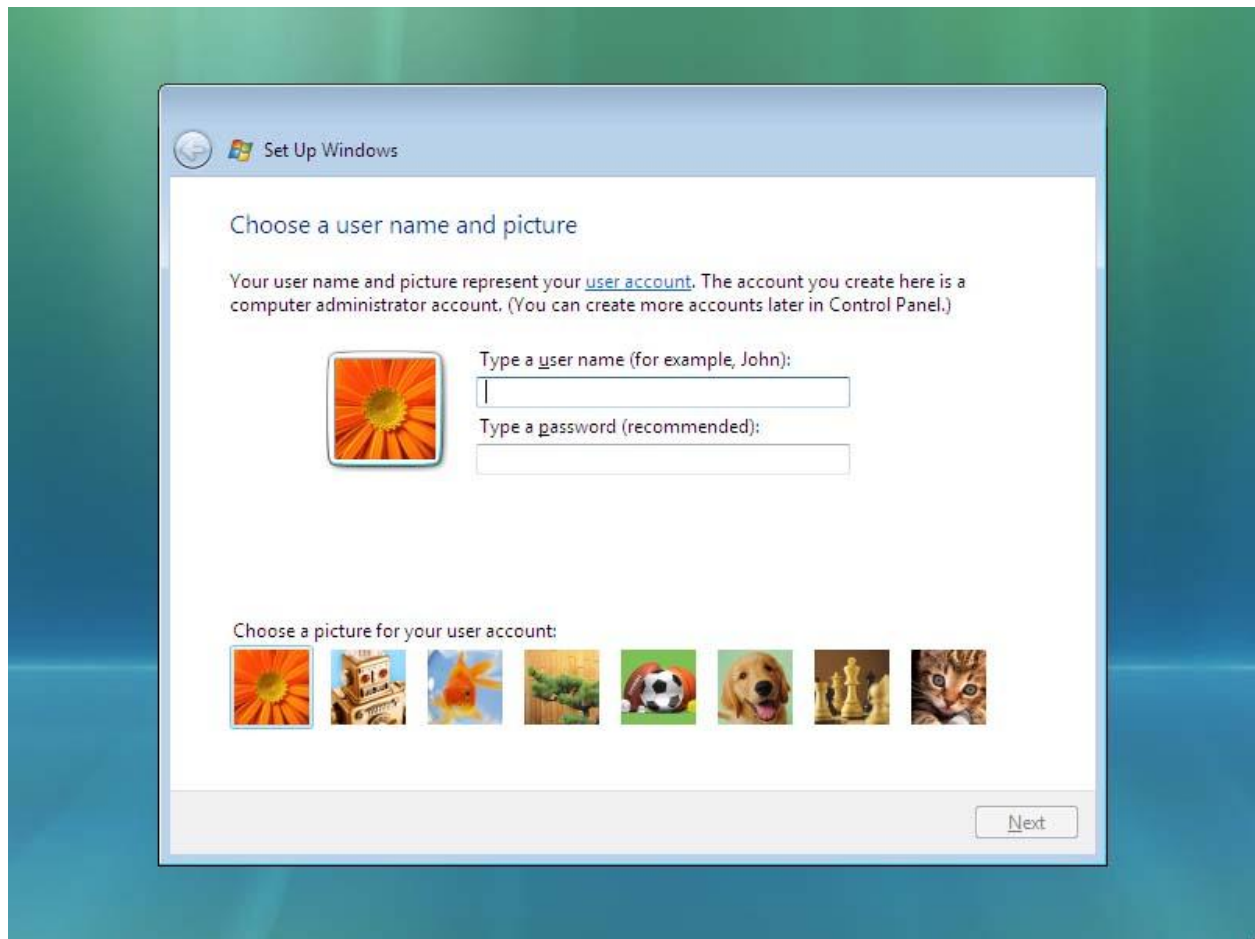 Set Up Windows
Choose a user name and picture
Your user name and picture represent your user account. The account you create here is a
computer administrator account. (You can create more accounts later in Control Panel.)
Type a user name (for example, John):
Type a password (recommended):
Choose a picture for your user account:
Next